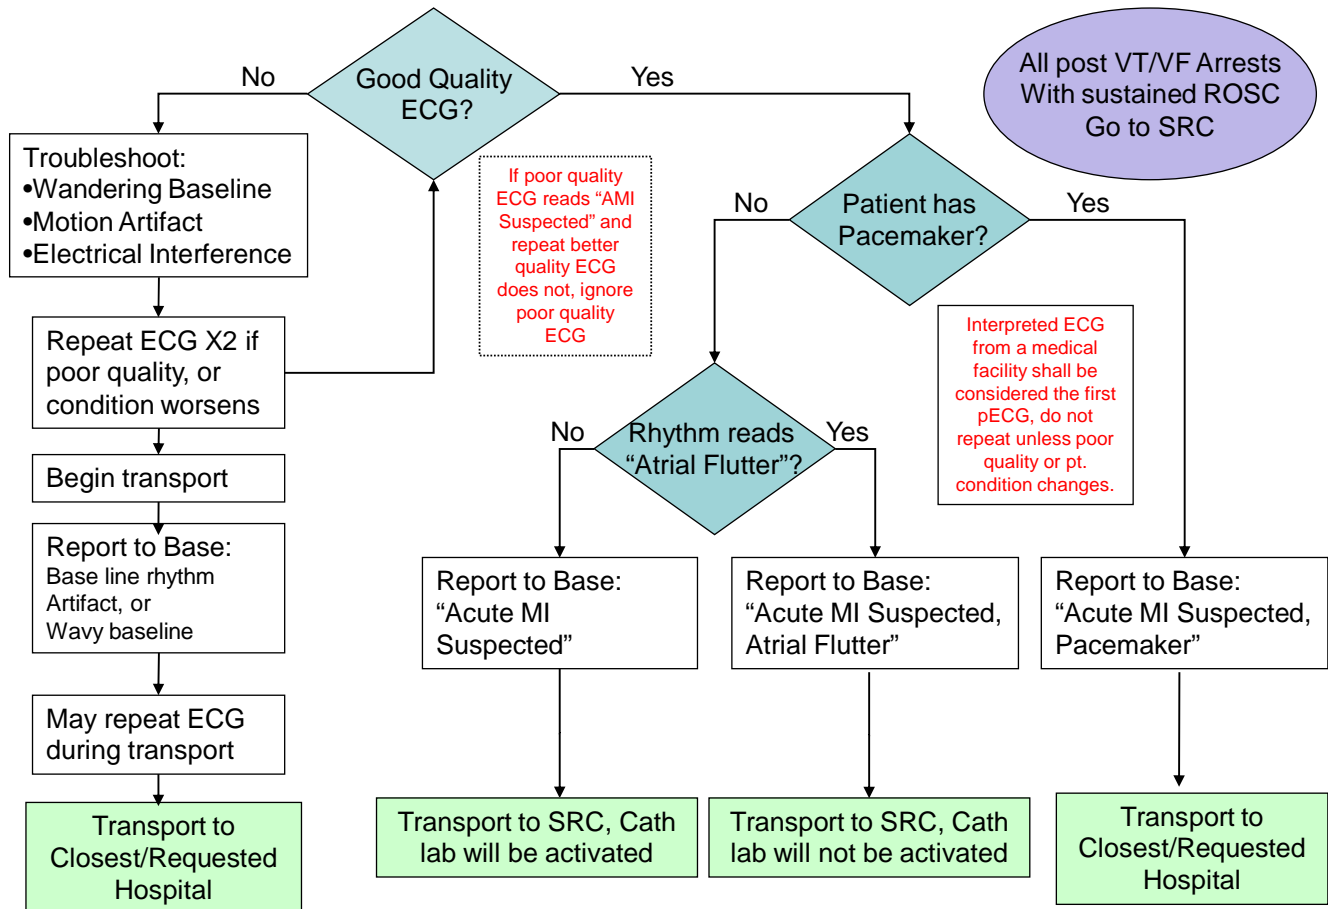 Good Quality
ECG?
No
Yes
All post VT/VF Arrests
With sustained ROSC
Go to SRC
Troubleshoot:
•Wandering Baseline
•Motion Artifact
•Electrical Interference
If poor quality
ECG reads “AMI
Suspected” and
repeat better
quality ECG
does not, ignore
poor quality
ECG
No
Patient has
Pacemaker?
Yes
Repeat ECG X2 if
poor quality, or
condition worsens
Interpreted ECG
from a medical
facility shall be
considered the first
pECG, do not
repeat unless poor
quality or pt.
condition changes.
No
Rhythm reads
“Atrial Flutter”?
Yes
Begin transport
Report to Base:
Base line rhythm
Artifact, or
Wavy baseline
Report to Base:
“Acute MI
Suspected”
Report to Base:
“Acute MI Suspected,
Atrial Flutter”
Report to Base:
“Acute MI Suspected,
Pacemaker”
May repeat ECG
during transport
Transport to
Closest/Requested
Hospital
Transport to SRC, Cath
lab will be activated
Transport to SRC, Cath
lab will not be activated
Transport to
Closest/Requested
Hospital